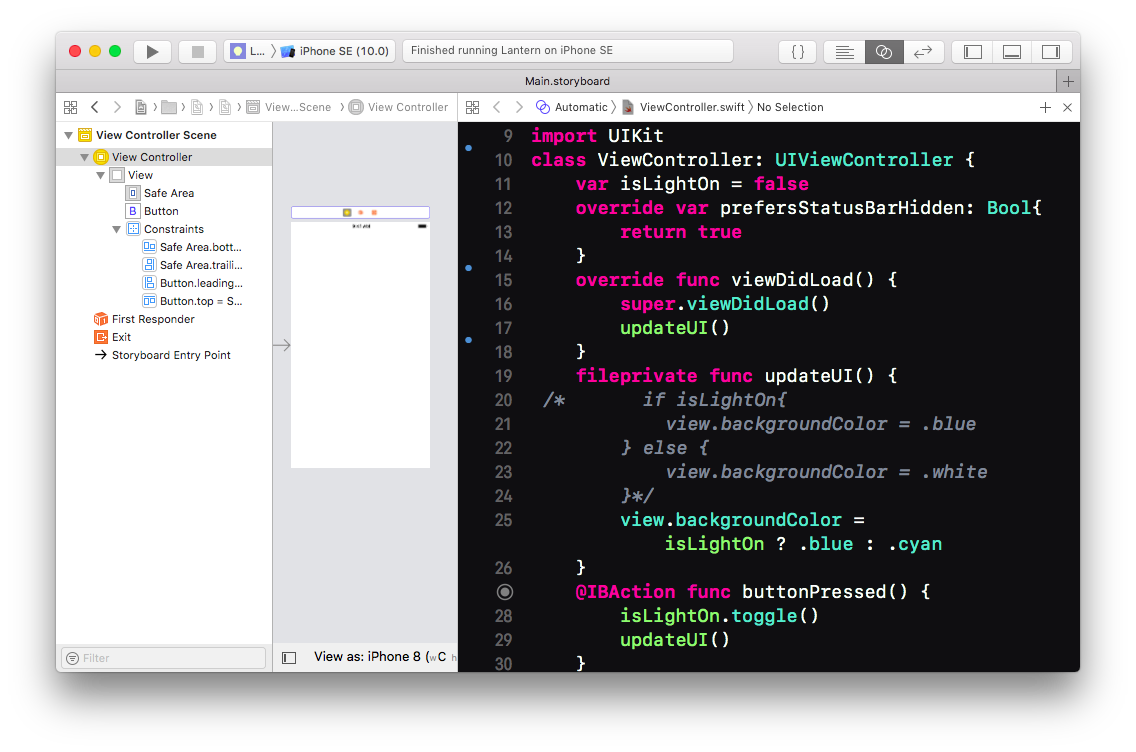 L... iPhone SE (10.0)
Finished running Lantern on iPhone SE
{ }
Main.storyboard
View...Scene
View Controller
Automatic
ViewController.swift
No Selection
View Controller Scene
View Controller
View
Safe Area
B Button
Constraints
Safe Area.bott...
Safe Area.traili...
Button.leading...
Button.top = S...
First Responder
Exit
Storyboard Entry Point
Filter
9:41 AM
View as: iPhone 8 (wC h
9 import UIKit
10 class ViewController: UIViewController {
11 var isLightOn = false
12 override var prefersStatusBarHidden: Bool{
13 return true
14 }
15 override func viewDidLoad() {
16 super.viewDidLoad()
17 updateUI()
18 }
19 fileprivate func updateUI() {
20 /* if isLightOn{
21 view.backgroundColor = .blue
22 } else {
23 view.backgroundColor = .white
24 }*/
25 view.backgroundColor =
isLightOn ? .blue : .cyan
26 }
@IBAction func buttonPressed() {
28 isLightOn.toggle()
29 updateUI()
30 }